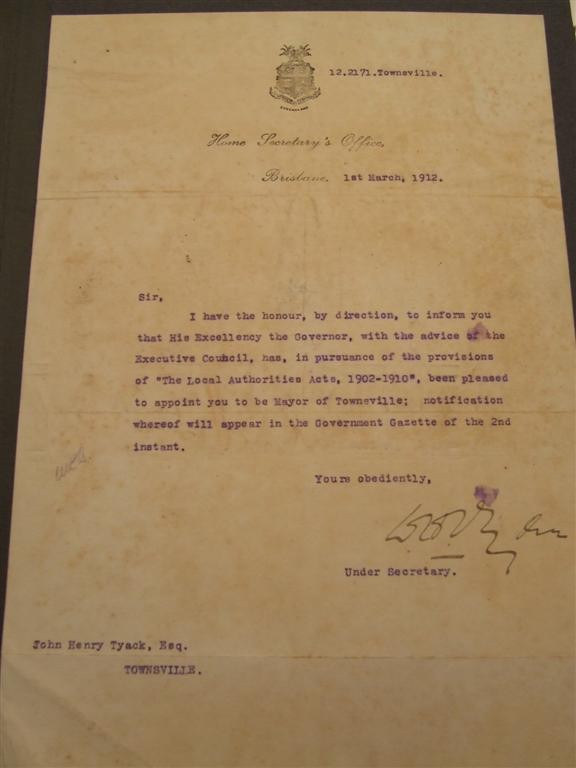 12.2171.Townsville.
QUEENSLAND
Home Secretary's Office,
Brisbane, 1st March, 1912.
Sir,
I have the honour, by direction, to inform you
that His Excellency the Governor, with the advice of the
Executive Council, has, in pursuance of the provisions
of "The Local Authorities Acts, 1902-1910", been pleased
to appoint you to be Mayor of Townsville; notification
whereof will appear in the Government Gazette of the 2nd
instant.
Yours obediently,
Under Secretary.
John Henry Tyack, Esq.
TOWNSVILLE.